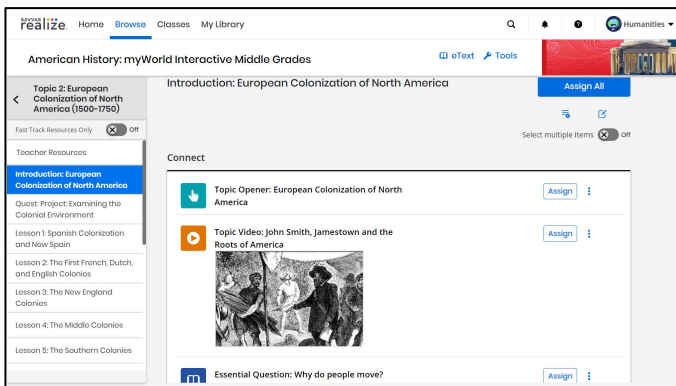 savvas
realize. Home Browse Classes My Library Humanities
American History: myWorld Interactive Middle Grades eText Tools
Topic 2: European
Colonization of North
America (1500-1750)
Fast Track Resources Only Off
Teacher Resources
Introduction: European
Colonization of North America
Quest: Project: Examining the
Colonial Environment
Lesson 1: Spanish Colonization
and New Spain
Lesson 2: The First French, Dutch,
and English Colonies
Lesson 3: The New England
Colonies
Lesson 4: The Middle Colonies
Lesson 5: The Southern Colonies
Introduction: European Colonization of North America
Assign All
Select multiple items Off
Connect
Topic Opener: European Colonization of North
America
Assign
Topic Video: John Smith, Jamestown and the
Roots of America
Assign
Essential Question: Why do people move?
Assign